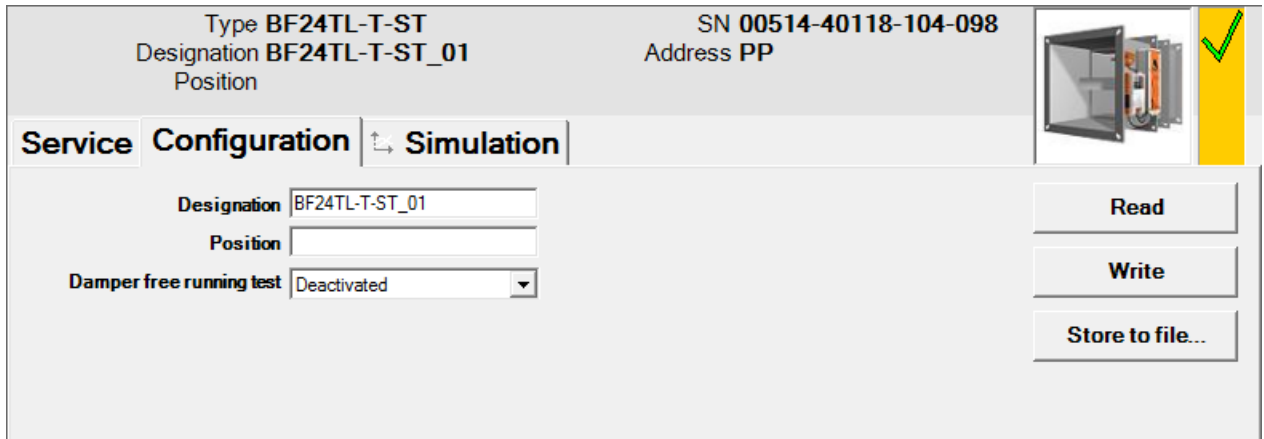 Type BF24TL-T-ST
SN 00514-40118-104-098
Designation BF24TL-T-ST_01
Address PP
Position
Service
Configuration
Simulation
Designation BF24TL-T-ST_01
Position
Damper free running test Deactivated
Read
Write
Store to file...